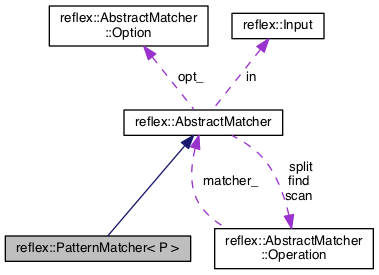 reflex::AbstractMatcher
::Option
reflex::Input
opt_
in
reflex::AbstractMatcher
matcher_
split
find
scan
reflex::PatternMatcher< P >
reflex::AbstractMatcher
::Operation